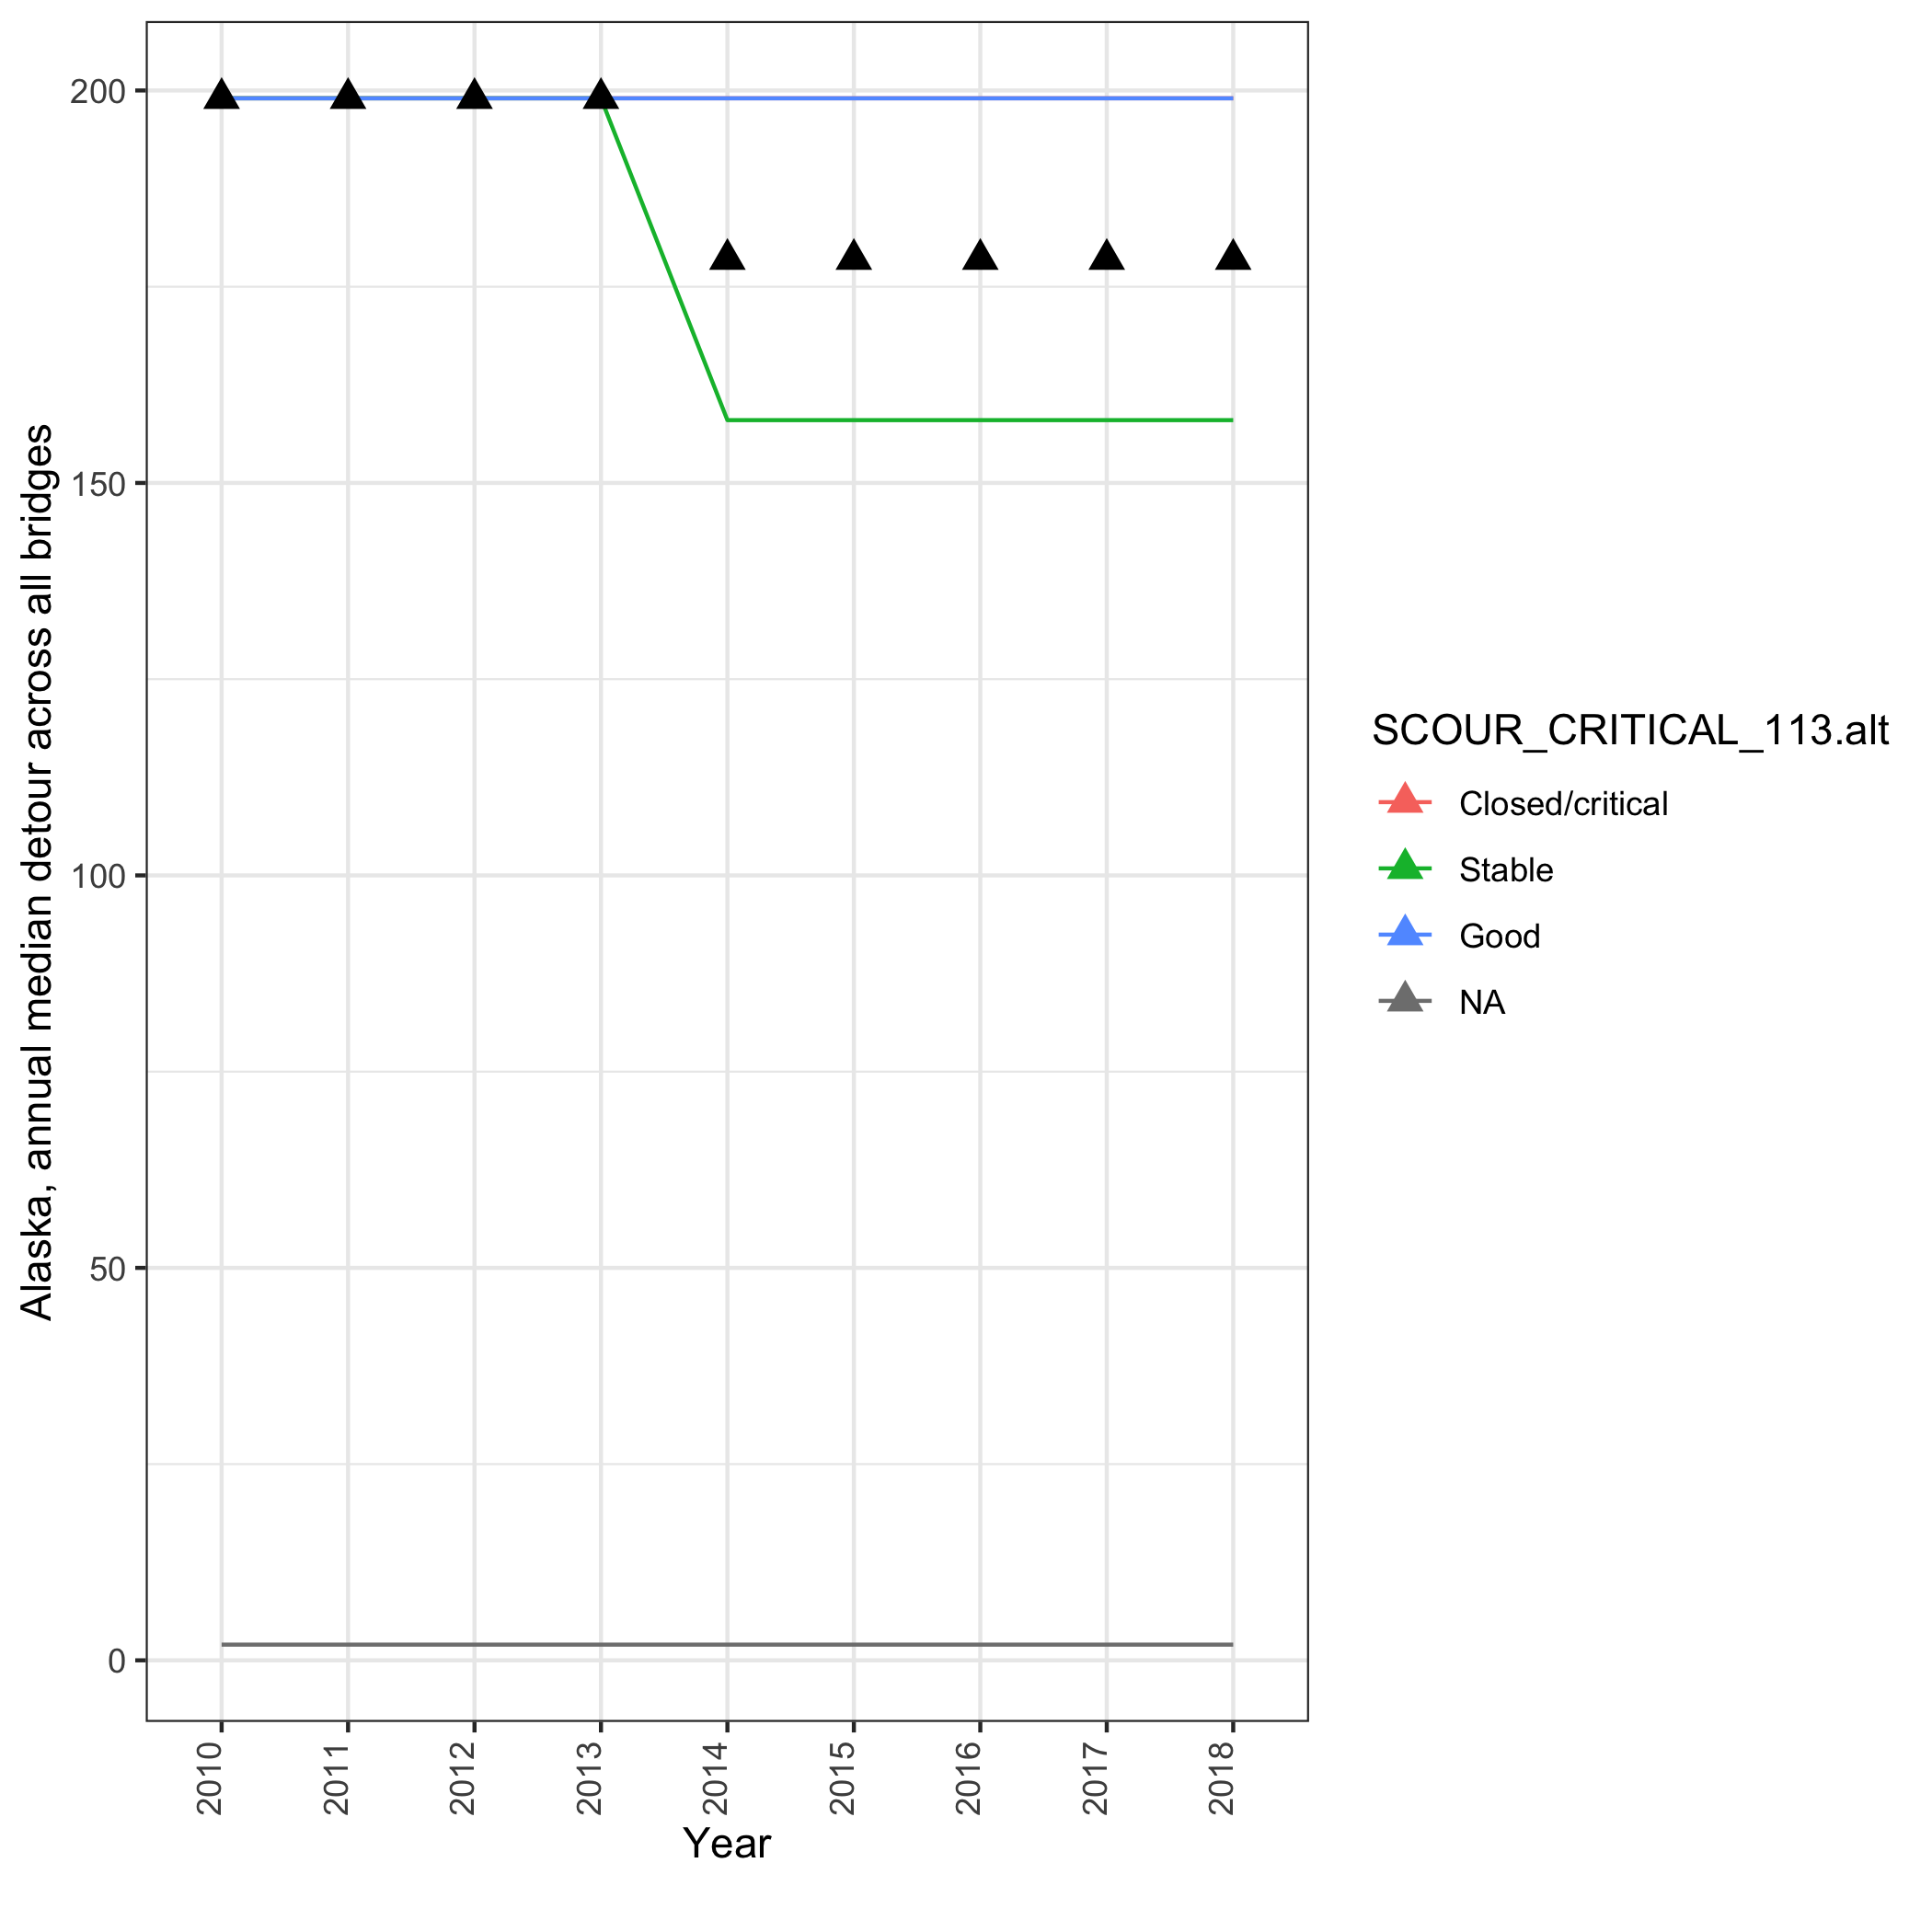 Alaska, annual median detour across all bridges
200
150
100
50
0
2010
2011
2012
2013
2014
2015
2016
2017
2018
Year
SCOUR_CRITICAL_113.alt
Closed/critical
Stable
Good
NA